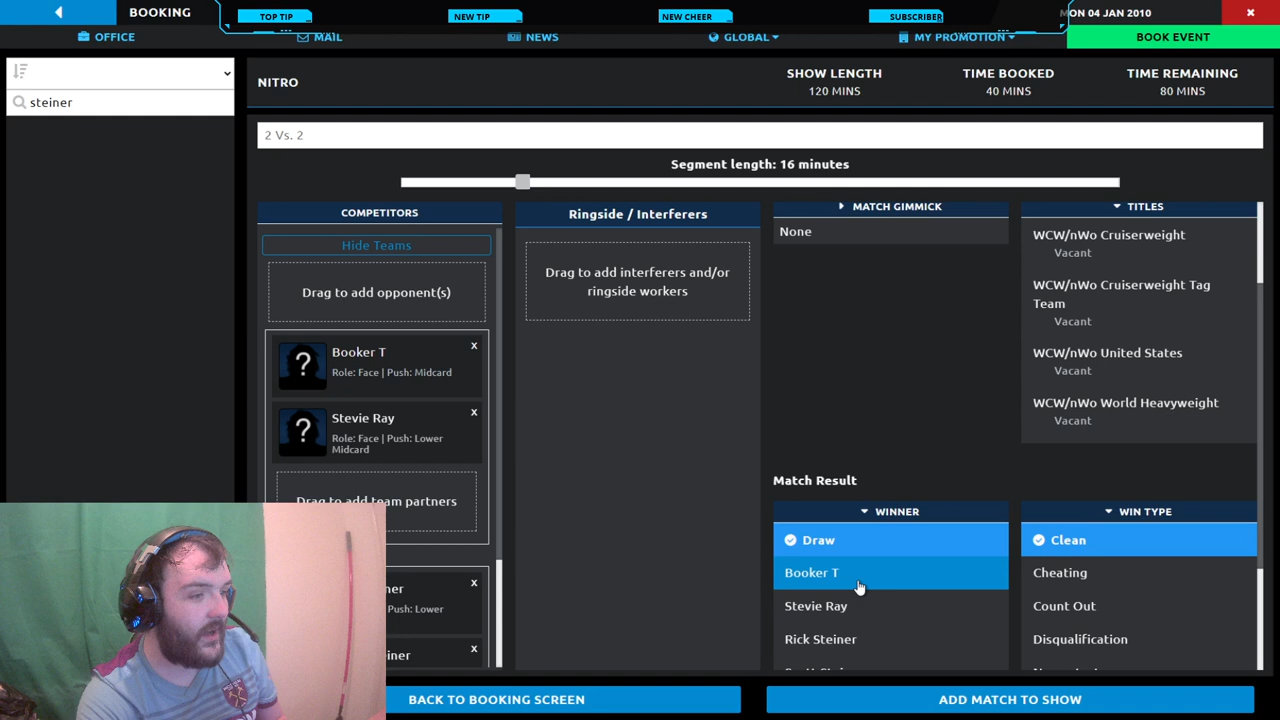 BOOKING
TOP TIP
NEW TIP
NEW CHEER
SUBSCRIBER
MON 04 JAN 2010
OFFICE
MAIL
NEWS
GLOBAL
MY PROMOTION
BOOK EVENT
steiner
NITRO
SHOW LENGTH
120 MINS
TIME BOOKED
40 MINS
TIME REMAINING
80 MINS
2 Vs. 2
Segment length: 16 minutes
COMPETITORS
Hide Teams
Drag to add opponent(s)
Booker T
Role: Face | Push: Midcard
x
Stevie Ray
Role: Face | Push: Lower
Midcard
x
Drag to add team partners
ner
Push: Lower
x
iner
x
Ringside / Interferers
Drag to add interferers and/or
ringside workers
MATCH GIMMICK
None
TITLES
WCW/nWo Cruiserweight
Vacant
WCW/nWo Cruiserweight Tag
Team
Vacant
WCW/nWo United States
Vacant
WCW/nWo World Heavyweight
Vacant
Match Result
WINNER
Draw
Booker T
Stevie Ray
Rick Steiner
WIN TYPE
Clean
Cheating
Count Out
Disqualification
BACK TO BOOKING SCREEN
ADD MATCH TO SHOW